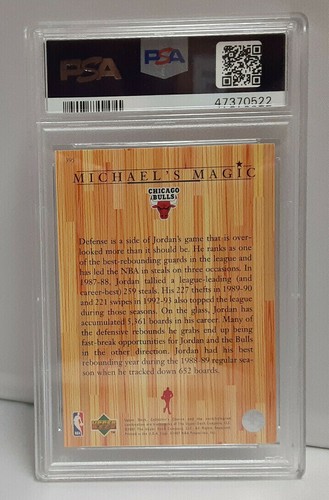 PSA
PSA
47370522
MICHAEL'S MAGIC
CHICAGO
BULLS
Defense is a side of Jordan's game that is over-
looked more than it should be. He ranks as one
of the best-rebounding guards in the league and
has led the NBA in steals on three occasions. In
1987-88, Jordan tallied a league-leading (and
career-best) 259 steals. His 227 thefts in 1989-90
and 221 swipes in 1992-93 also topped the league
during those seasons. On the glass, Jordan has
accumulated 5,361 boards in his career. Many of
the defensive rebounds he grabs end up being
fast-break opportunities for Jordan and the Bulls
in the other direction. Jordan had his best
rebounding year during the 1988-89 regular sea-
son when he tracked down 652 boards.
NBA
UPPER DECK